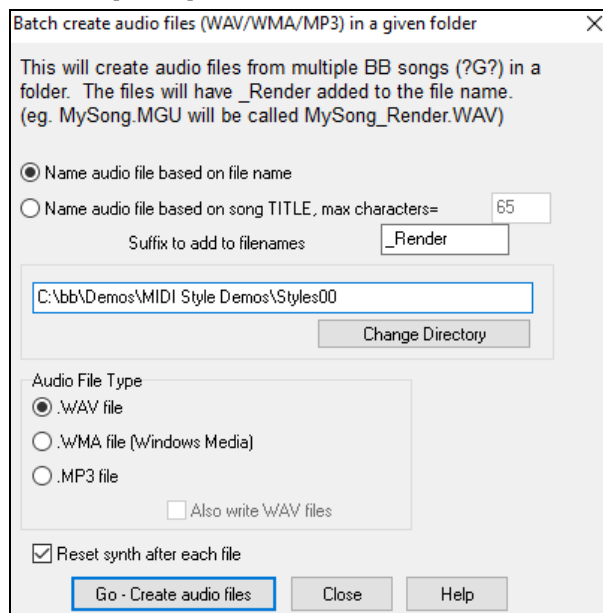 Batch create audio files (WAV/WMA/MP3) in a given folder
This will create audio files from multiple BB songs (?G?) in a
folder. The files will have _Render added to the file name.
(eg. MySong.MGU will be called MySong_Render.WAV)
Name audio file based on file name
Name audio file based on song TITLE, max characters= 65
Suffix to add to filenames _Render
C:\bb\Demos\MIDI Style Demos\Styles00
Change Directory
Audio File Type
.WAV file
.WMA file (Windows Media)
.MP3 file
Also write WAV files
Reset synth after each file
Go - Create audio files Close Help